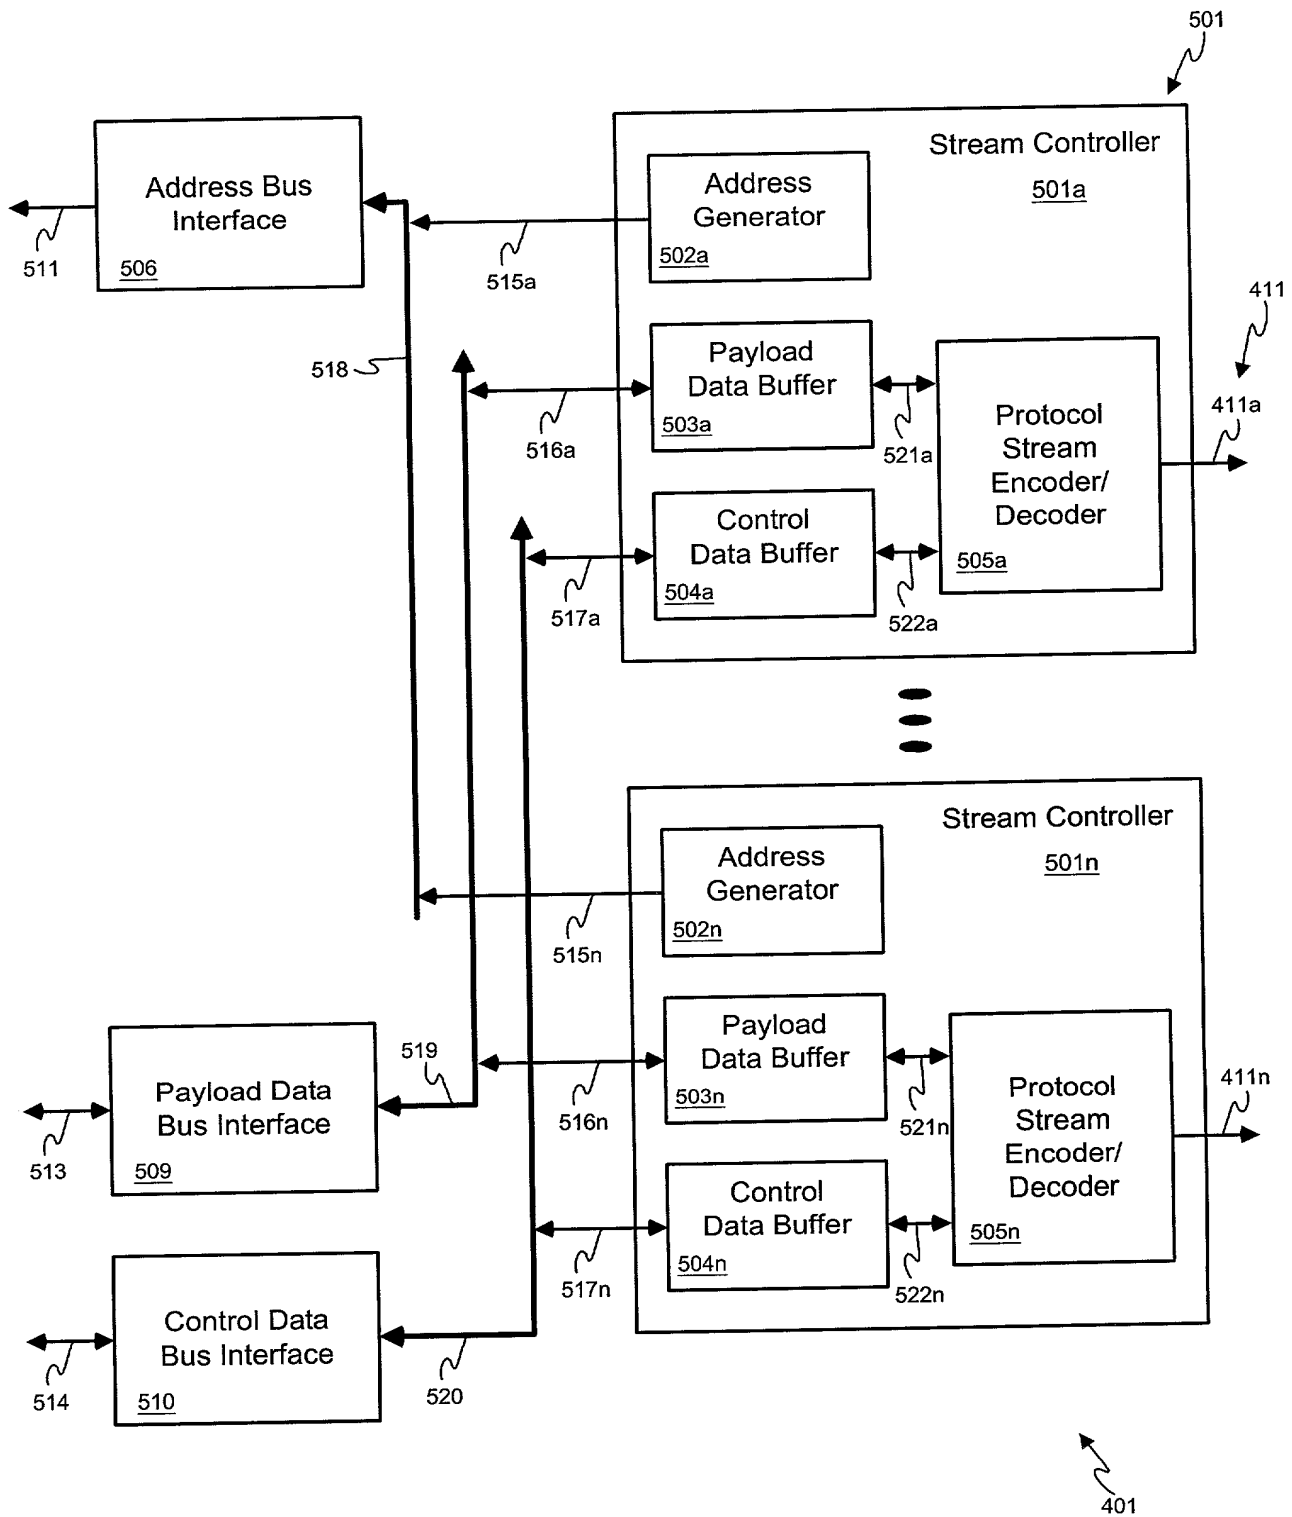 501
Stream Controller
501a
Address Bus
Interface
506
511
Address
Generator
502a
515a
518
Payload
Data Buffer
503a
516a
521a
Control
Data Buffer
504a
517a
522a
Protocol
Stream
Encoder/
Decoder
505a
411
411a
Stream Controller
501n
Address
Generator
502n
515n
Payload Data
Bus Interface
509
513
519
Payload
Data Buffer
503n
516n
521n
Control
Data Buffer
504n
517n
522n
Protocol
Stream
Encoder/
Decoder
505n
411n
Control Data
Bus Interface
510
514
520
401